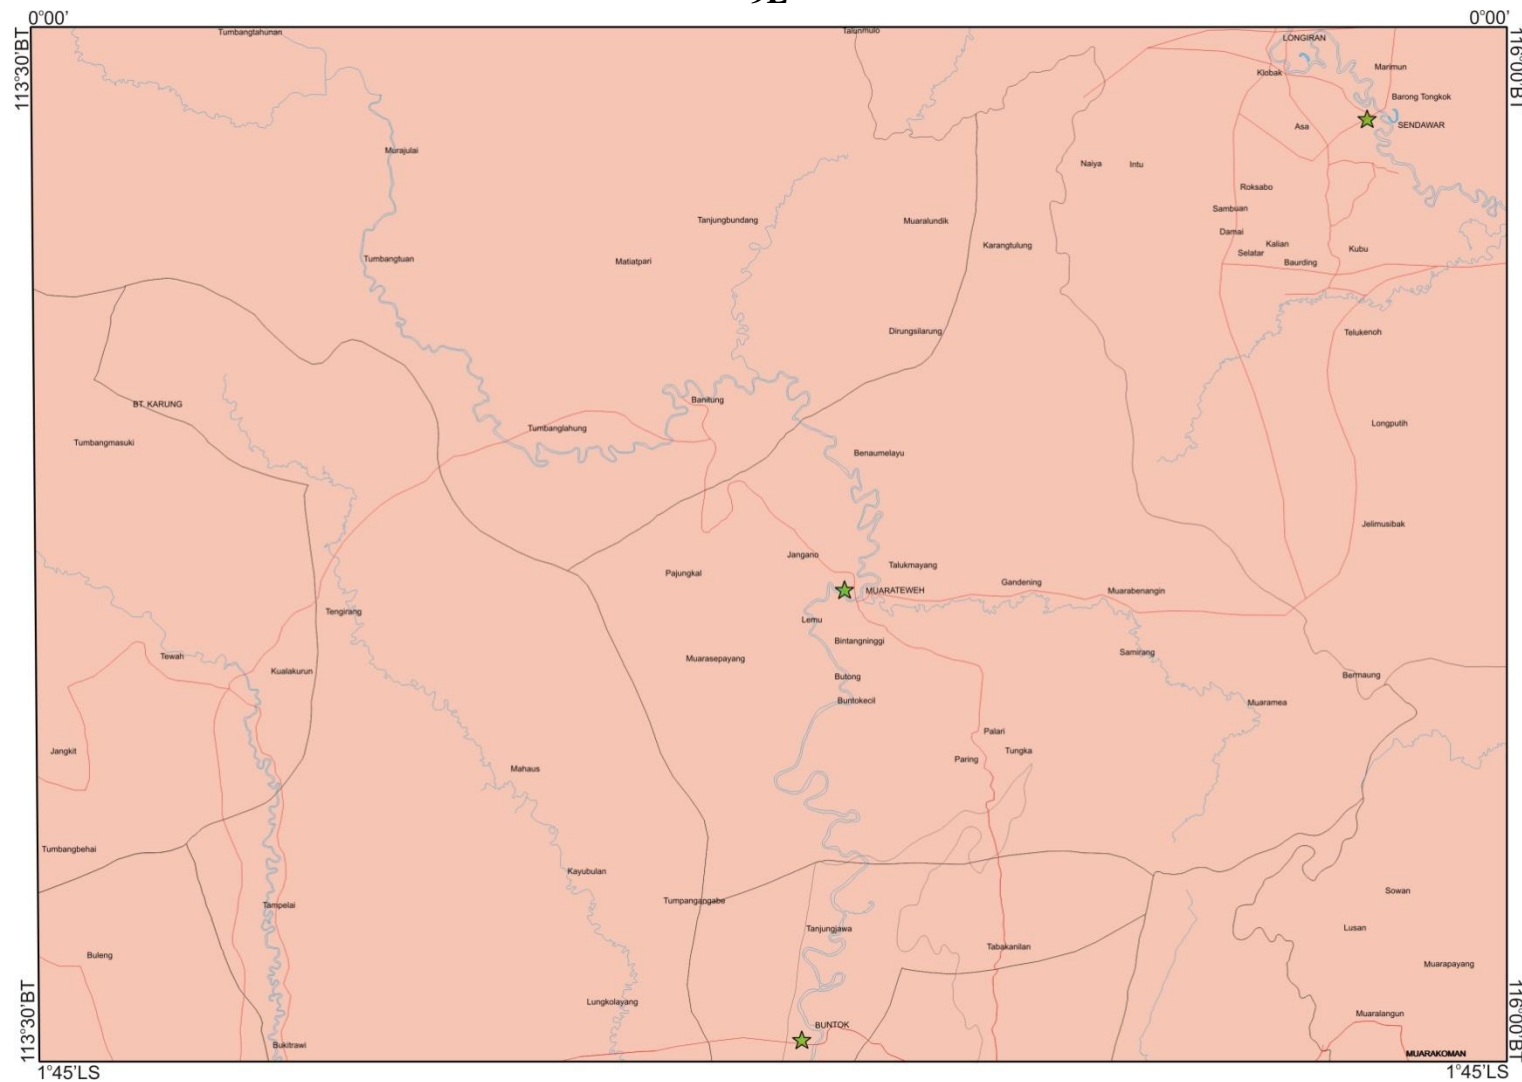 0°00'
0°00'
113°30'BT
116°00'BT
Tumbangtahunan
Talunmulo
LONGIRAN
Klobak
Marimun
Barong Tongkok
SENDAWAR
Asa
Murajulai
Naiya
Intu
Roksabo
Sambuan
Tanjungbundang
Muaralundik
Damai
Karangtulung
Kalian
Selatar
Kubu
Tumbangtuan
Matiatpari
Baurding
Dirungsilarung
Telukenoh
BT. KARUNG
Banitung
Tumbanglahung
Longputih
Tumbangmasuki
Benaumelayu
Jelimusibak
Jangano
Talukmayang
Pajungkal
Gandening
MUARATEWEH
Muarabenangin
Tengirang
Lemu
Bintangninggi
Samirang
Tewah
Muarasepayang
Kualakurun
Butong
Bermaung
Buntokecil
Muaramea
Palari
Jangkit
Tungka
Paring
Mahaus
Tumbangbehai
Kayubulan
Sowan
Tumpangangabe
Tampelai
Tanjungjawa
Lusan
Tabakanilan
Buleng
Muarapayang
Lungkolayang
Muaralangun
BUNTOK
Bukitrawi
MUARAKOMAN
113°30'BT
116°00'BT
1°45'LS
1°45'LS